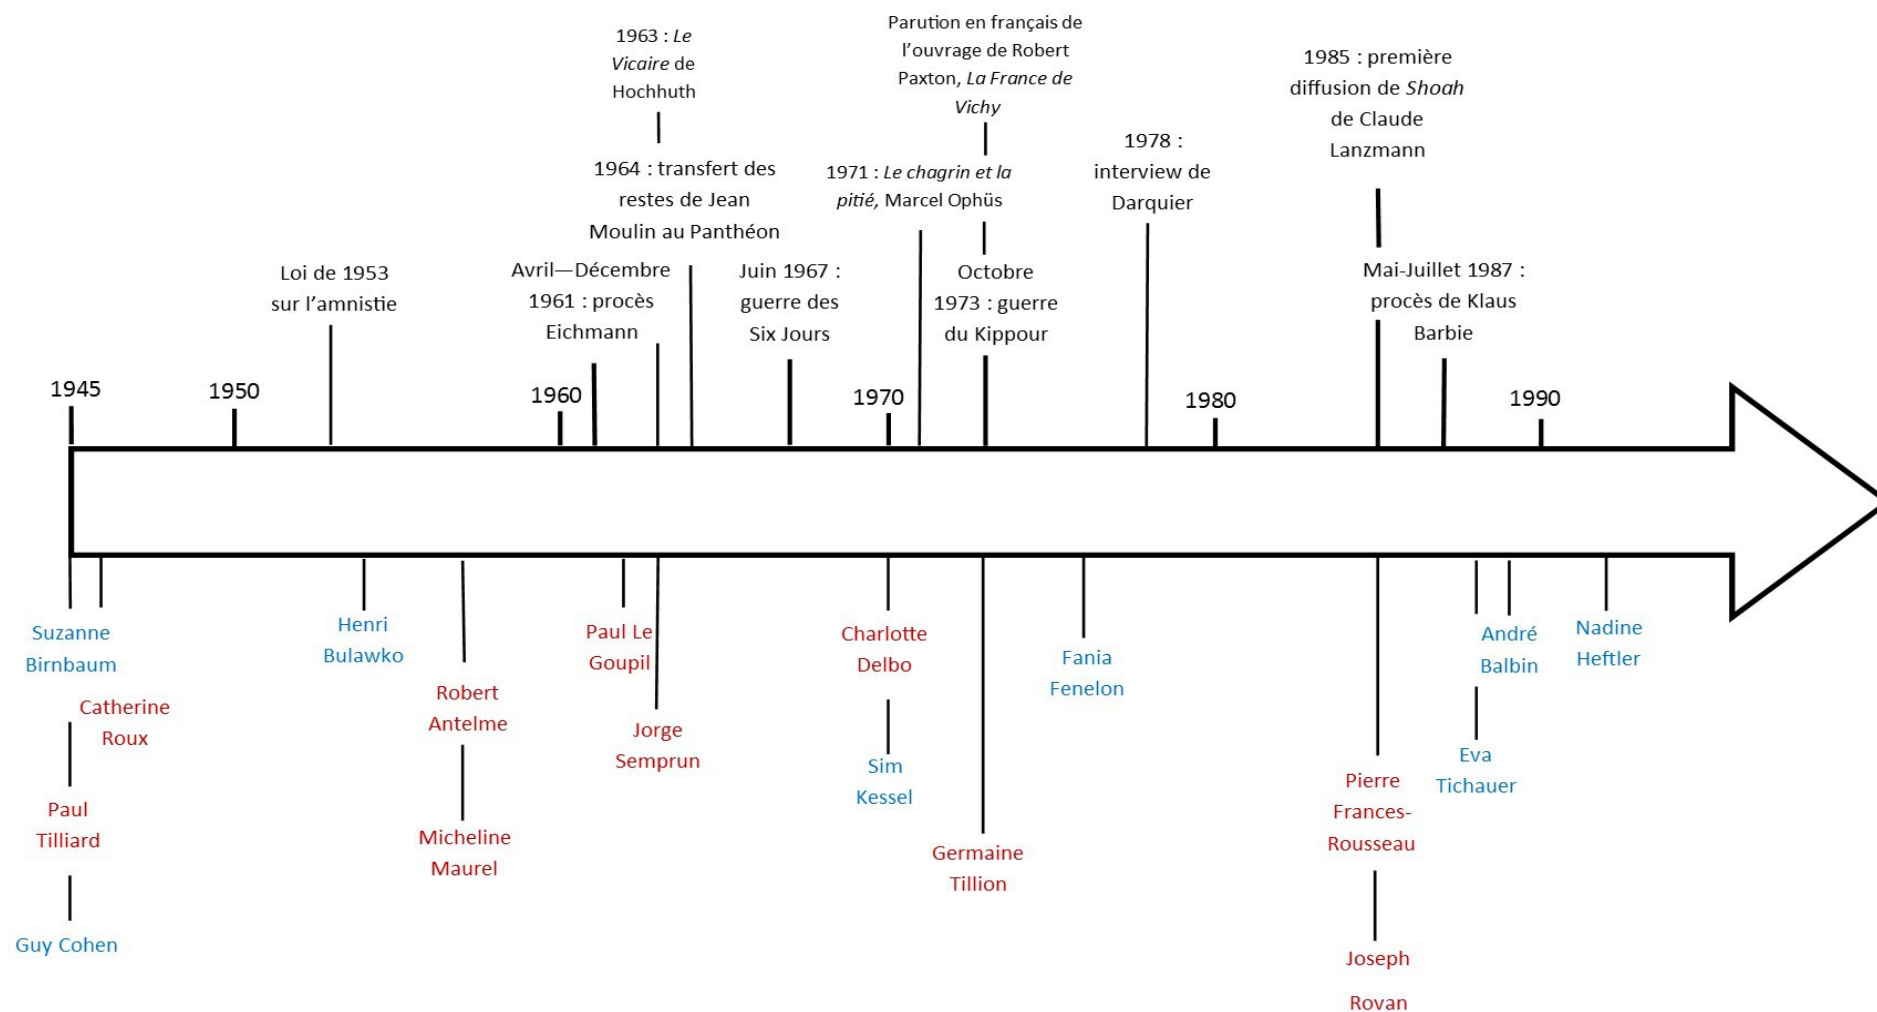 1963 : Le
Vicaire de
Hochhuth
Parution en français de
l’ouvrage de Robert
Paxton, La France de
Vichy
1985 : première
diffusion de Shoah
de Claude
Lanzmann
1964 : transfert des
restes de Jean
Moulin au Panthéon
1971 : Le chagrin et la
pitié, Marcel Ophüs
1978 :
interview de
Darquier
Loi de 1953
sur l’amnistie
Avril—Décembre
1961 : procès
Eichmann
Juin 1967 :
guerre des
Six Jours
Octobre
1973 : guerre
du Kippour
Mai-Juillet 1987 :
procès de Klaus
Barbie
1945
1950
1960
1970
1980
1990
Suzanne
Birnbaum
Catherine
Roux
Paul
Tilliard
Guy Cohen
Henri
Bulawko
Robert
Antelme
Micheline
Maurel
Paul Le
Goupil
Jorge
Semprun
Charlotte
Delbo
Sim
Kessel
Germaine
Tillion
Fania
Fenelon
Pierre
Frances-
Rousseau
Joseph
Rovan
André
Balbin
Eva
Tichauer
Nadine
Heftler